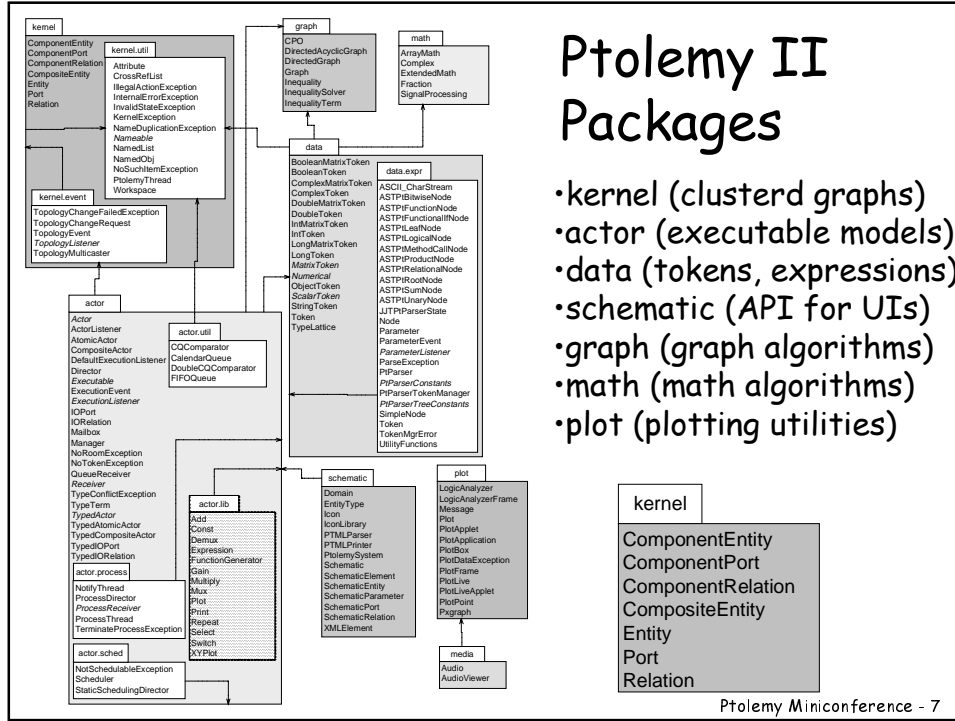 kernel
ComponentEntity
ComponentPort
ComponentRelation
CompositeEntity
Entity
Port
Relation
kernel.util
Attribute
CrossRefList
IllegalActionException
InternalErrorException
InvalidStateException
KernelException
NameDuplicationException
Nameable
NamedList
NamedObj
NoSuchItemException
PtolemyThread
Workspace
kernel.event
TopologyChangeFailedException
TopologyChangeRequest
TopologyEvent
TopologyListener
TopologyMulticaster
graph
CPO
DirectedAcyclicGraph
DirectedGraph
Graph
Inequality
InequalitySolver
InequalityTerm
math
ArrayMath
Complex
ExtendedMath
Fraction
SignalProcessing
data
BooleanMatrixToken
BooleanToken
ComplexMatrixToken
ComplexToken
DoubleMatrixToken
DoubleToken
IntMatrixToken
IntToken
LongMatrixToken
LongToken
MatrixToken
Numerical
ObjectToken
ScalarToken
StringToken
Token
TypeLattice
data.expr
ASCII_CharStream
ASTPtBitwiseNode
ASTPtFunctionNode
ASTPtFunctionalIfNode
ASTPtLeafNode
ASTPtLogicalNode
ASTPtMethodCallNode
ASTPtProductNode
ASTPtRelationalNode
ASTPtRootNode
ASTPtSumNode
ASTPtUnaryNode
JJTPtParserState
Node
Parameter
ParameterEvent
ParameterListener
ParseException
PtParser
PtParserConstants
PtParserTokenManager
PtParserTreeConstants
SimpleNode
Token
TokenMgrError
UtilityFunctions
actor
Actor
ActorListener
AtomicActor
CompositeActor
DefaultExecutionListener
Director
Executable
ExecutionEvent
ExecutionListener
IOPort
IORelation
Mailbox
Manager
NoRoomException
NoTokenException
QueueReceiver
Receiver
TypeConflictException
TypeTerm
TypedActor
TypedAtomicActor
TypedCompositeActor
TypedIOPort
TypedIORelation
actor.util
CQComparator
CalendarQueue
DoubleCQComparator
FIFOQueue
actor.process
NotifyThread
ProcessDirector
ProcessReceiver
ProcessThread
TerminateProcessException
actor.sched
NotSchedulableException
Scheduler
StaticSchedulingDirector
actor.lib
Add
Const
Demux
Expression
FunctionGenerator
Gain
Multiply
Mux
Plot
Print
Repeat
Select
Switch
XYPlot
schematic
Domain
EntityType
Icon
IconLibrary
PTMLParser
PTMLPrinter
PtolemySystem
Schematic
SchematicElement
SchematicEntity
SchematicParameter
SchematicPort
SchematicRelation
XMLElement
plot
LogicAnalyzer
LogicAnalyzerFrame
Message
Plot
PlotApplet
PlotApplication
PlotBox
PlotDataException
PlotFrame
PlotLive
PlotLiveApplet
PlotPoint
Pxgraph
media
Audio
AudioViewer
Ptolemy II
Packages
•kernel (clusterd graphs)
•actor (executable models)
•data (tokens, expressions)
•schematic (API for UIs)
•graph (graph algorithms)
•math (math algorithms)
•plot (plotting utilities)
kernel
ComponentEntity
ComponentPort
ComponentRelation
CompositeEntity
Entity
Port
Relation
Ptolemy Miniconference - 7